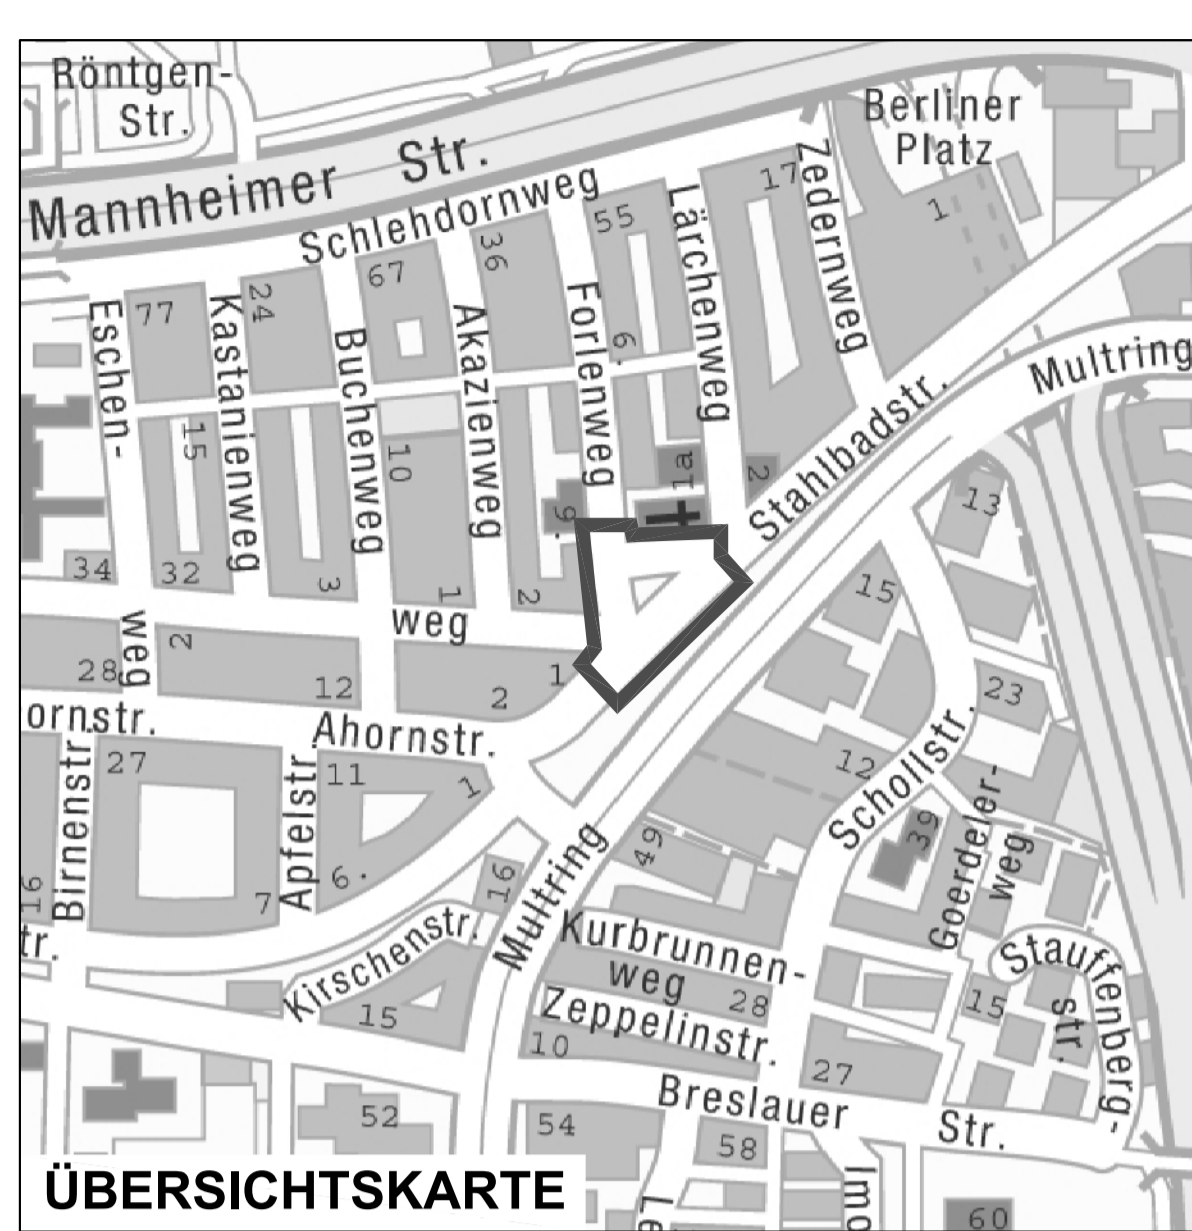 Röntgen-
Str.
Berliner
Platz
1
Mannheimer Str.
Schlehdornweg
17
Zedernweg
55
Lärchenweg
36
67
24
77
Eschen-
weg
Kastanienweg
Buchenweg
Akazienweg
Forlenweg
6.
Multring
Stahlbadstr.
15
10
1a
2
9.
13
34
32
3
1
2
weg
15
28
2
12
2
1
23
ornstr.
Ahornstr.
27
11
1
12
Schollstr.
Birnenstr.
Apfelstr.
6.
7
16
16
49
39
Goerdeler-
weg
Multring
tr.
Kirschenstr.
15
Kurbrunnen-
weg
28
Zeppelinstr.
10
Stauffenberg-
str.
15
27
Breslauer Str.
52
54
58
60
Le
Imo
ÜBERSICHTSKARTE